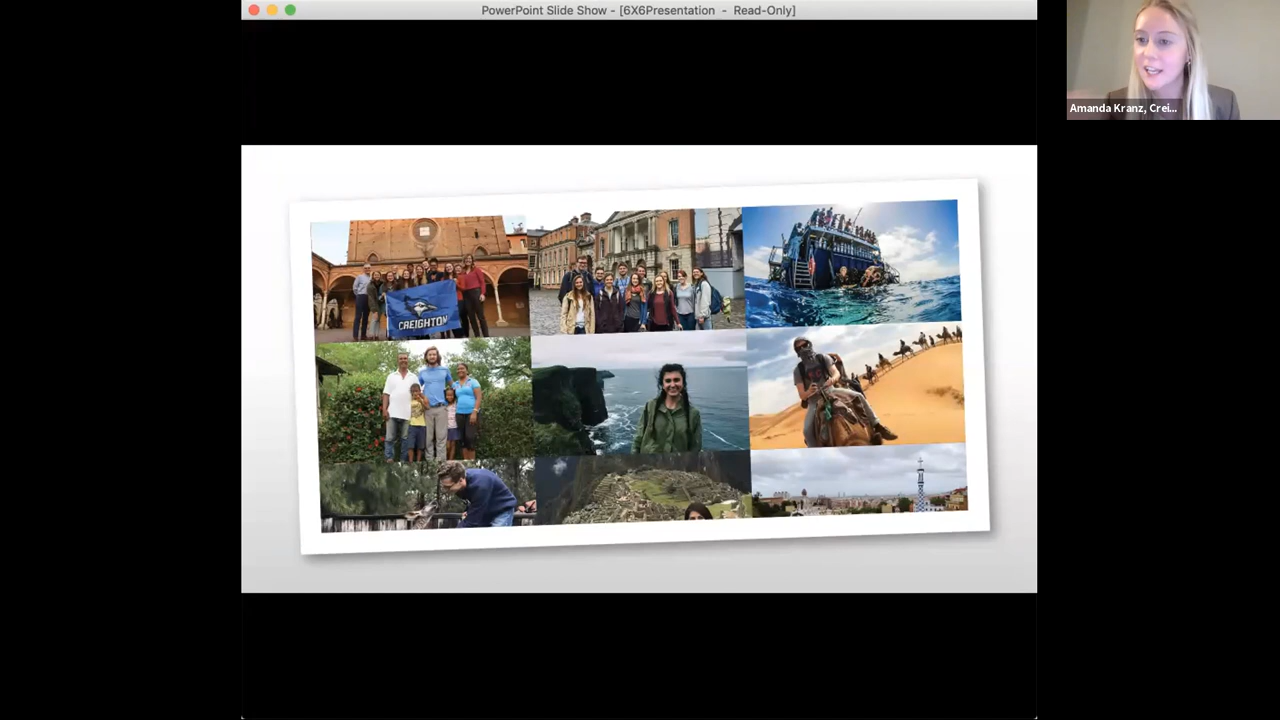 PowerPoint Slide Show - [6X6Presentation - Read-Only]
Amanda Kranz, Crei...
CREIGHTON